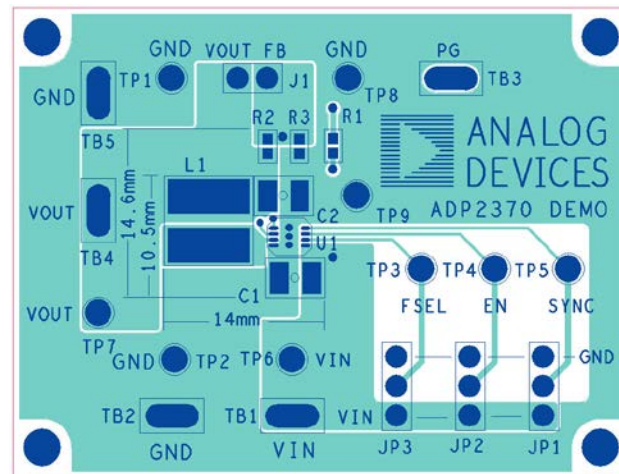 GND
VOUT FB
GND
PG
TP1
J1
TP8
TB3
GND
TB5
R2 R3 R1
ANALOG
DEVICES
ADP2370 DEMO
L1
14.6mm
10.5mm
C2
U1
TP9
VOUT
TB4
TP3 TP4 TP5
FSEL EN SYNC
C1
14mm
VOUT
TP7
GND TP2 TP6 VIN
GND
TB2 TB1 VIN
GND VIN JP3 JP2 JP1